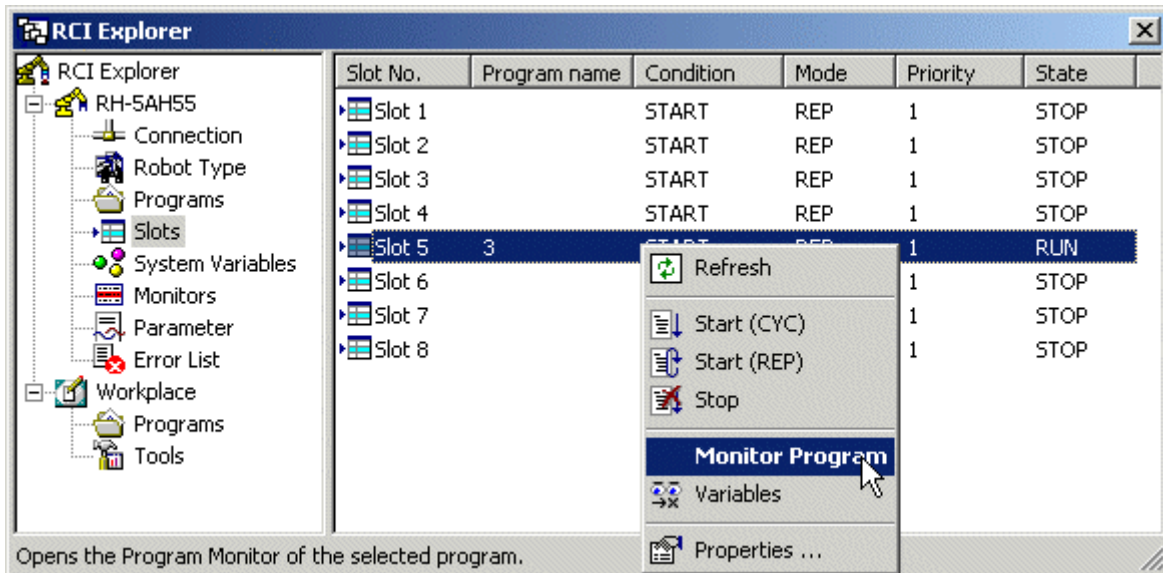 RCI Explorer
RCI Explorer
RH-5AH55
Connection
Robot Type
Programs
Slots
System Variables
Monitors
Parameter
Error List
Workplace
Programs
Tools
Slot No. Program name Condition Mode Priority State
Slot 1 START REP 1 STOP
Slot 2 START REP 1 STOP
Slot 3 START REP 1 STOP
Slot 4 START REP 1 STOP
Slot 5 3 START REP 1 RUN
Slot 6 1 STOP
Slot 7 1 STOP
Slot 8 1 STOP
Refresh
Start (CYC)
Start (REP)
Stop
Monitor Program
Variables
Properties ...
Opens the Program Monitor of the selected program.